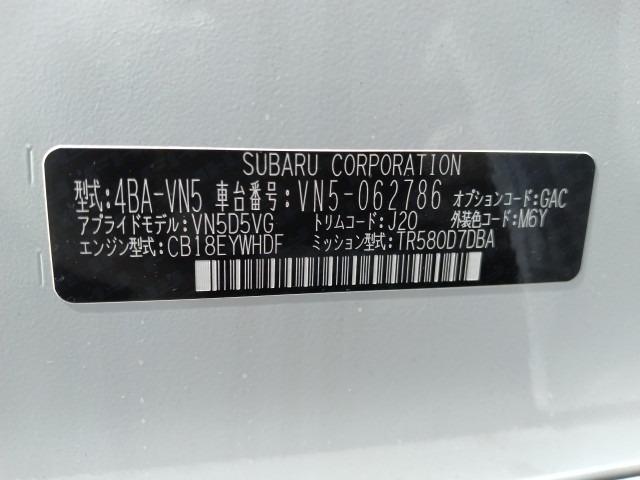 SUBARU CORPORATION
型式:4BA-VN5 車台番号:VN5-062786 オプションコード:GAC
アプライドモデル:VN5D5VG トリムコード:J20 外装色コード:M6Y
エンジン型式:CB18EYWHDF ミッション型式:TR580D7DBA